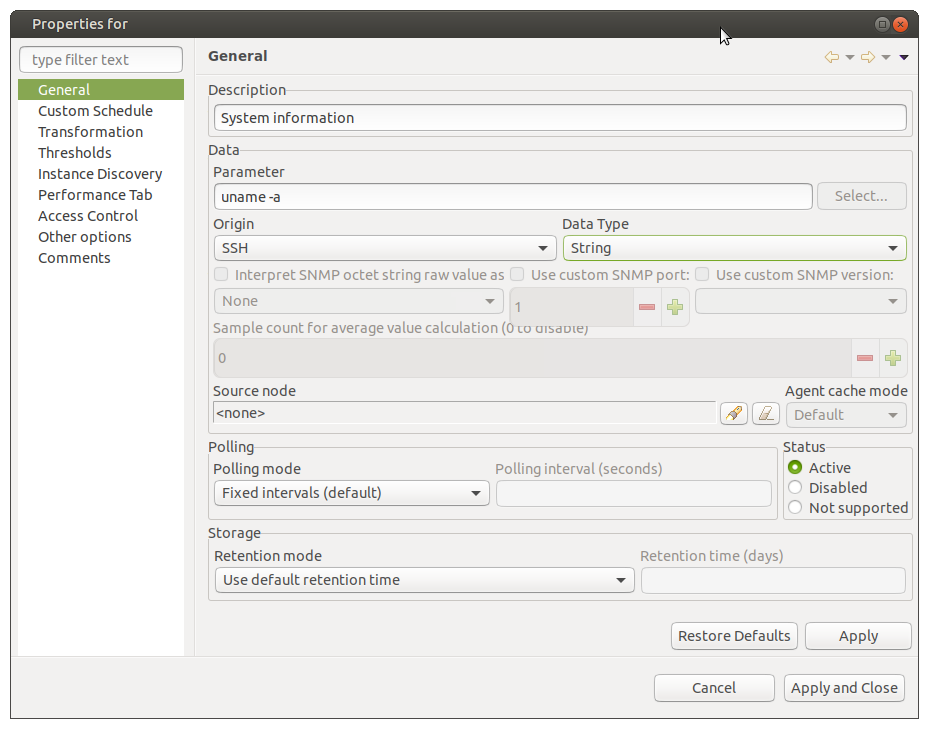 Properties for
type filter text
General
Custom Schedule
Transformation
Thresholds
Instance Discovery
Performance Tab
Access Control
Other options
Comments
General
Description
System information
Data
Parameter
uname -a
Select...
Origin
Data Type
SSH
String
Interpret SNMP octet string raw value as
Use custom SNMP port:
Use custom SNMP version:
None
1
Sample count for average value calculation (0 to disable)
0
Source node
Agent cache mode
<none>
Default
Polling
Polling mode
Polling interval (seconds)
Fixed intervals (default)
Status
Active
Disabled
Not supported
Storage
Retention mode
Retention time (days)
Use default retention time
Restore Defaults
Apply
Cancel
Apply and Close